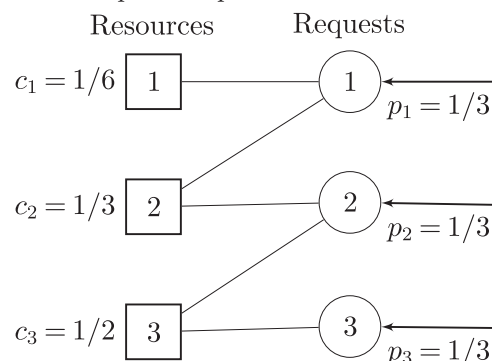 Resources Requests
c₁ = 1/6 1 1
p₁ = 1/3
c₂ = 1/3 2 2
p₂ = 1/3
c₃ = 1/2 3 3
p₃ = 1/3